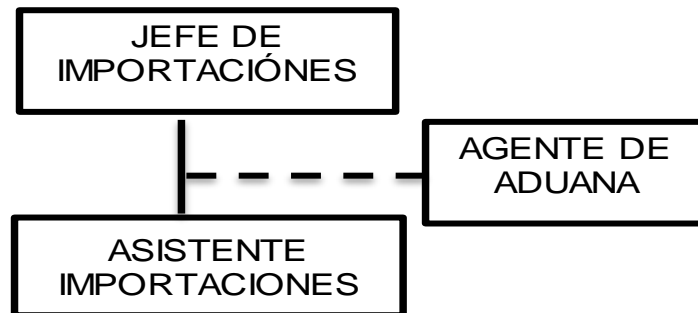 JEFE DE
IMPORTACIÓNES
AGENTE DE
ADUANA
ASISTENTE
IMPORTACIONES